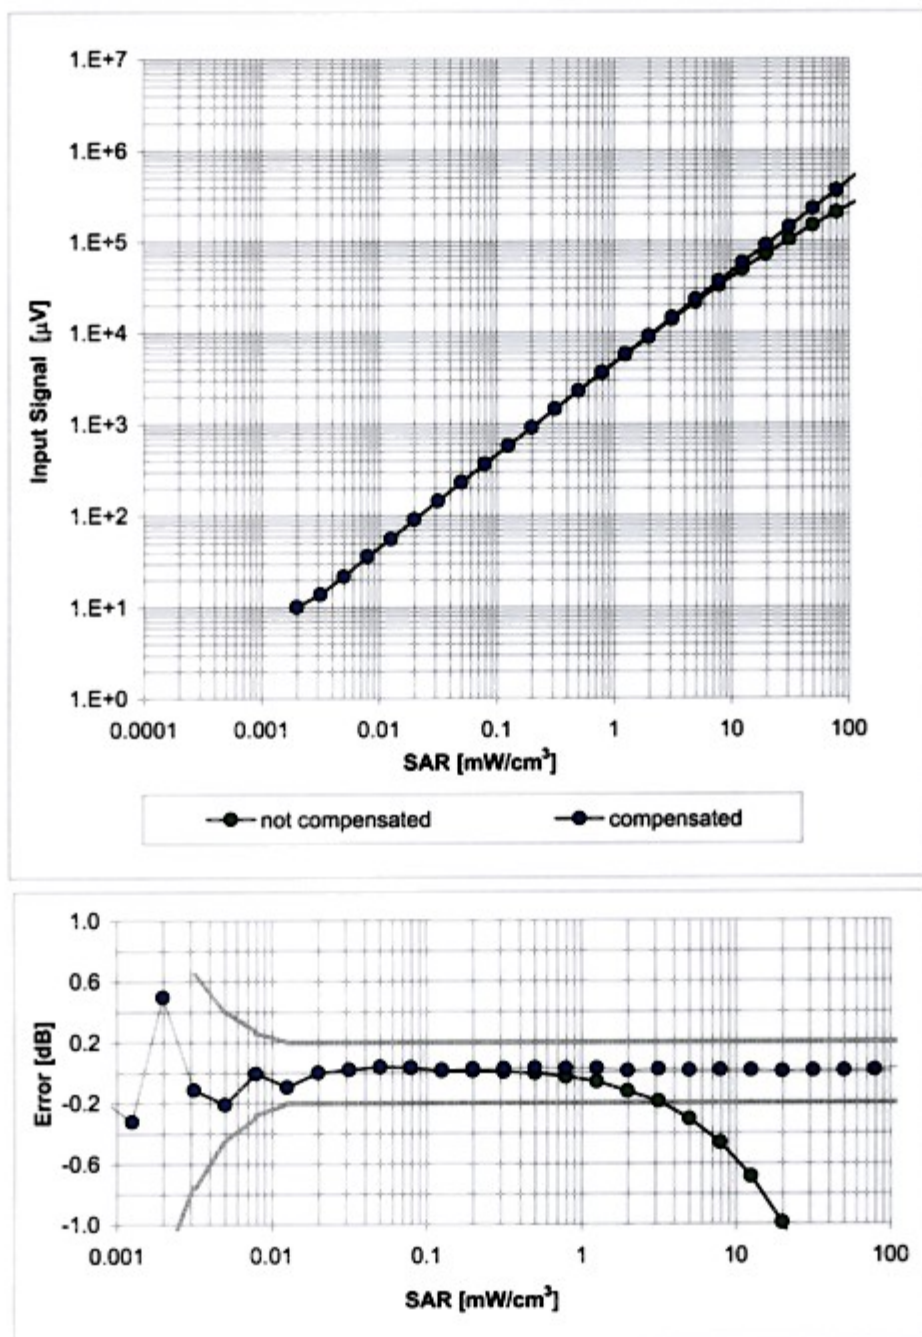 1.E+7
1.E+6
1.E+5
1.E+4
1.E+3
1.E+2
1.E+1
1.E+0
Input Signal [µV]
0.0001 0.001 0.01 0.1 1 10 100
SAR [mW/cm³]
not compensated compensated
1.0
0.6
0.2
-0.2
-0.6
-1.0
Error [dB]
0.001 0.01 0.1 1 10 100
SAR [mW/cm³]